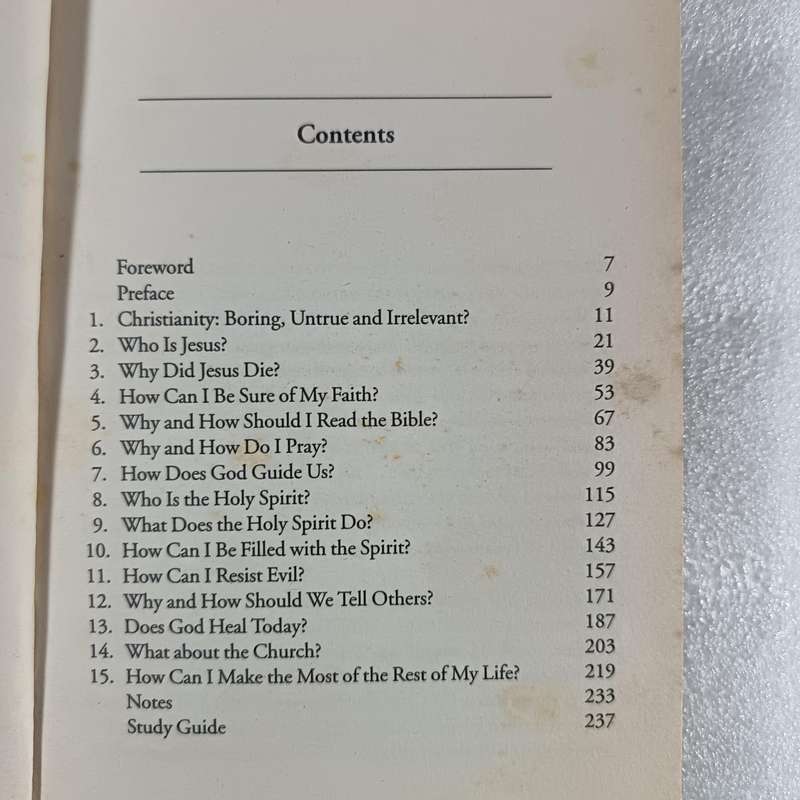 Contents
Foreword 7
Preface 9
1. Christianity: Boring, Untrue and Irrelevant? 11
2. Who Is Jesus? 21
3. Why Did Jesus Die? 39
4. How Can I Be Sure of My Faith? 53
5. Why and How Should I Read the Bible? 67
6. Why and How Do I Pray? 83
7. How Does God Guide Us? 99
8. Who Is the Holy Spirit? 115
9. What Does the Holy Spirit Do? 127
10. How Can I Be Filled with the Spirit? 143
11. How Can I Resist Evil? 157
12. Why and How Should We Tell Others? 171
13. Does God Heal Today? 187
14. What about the Church? 203
15. How Can I Make the Most of the Rest of My Life? 219
Notes 233
Study Guide 237